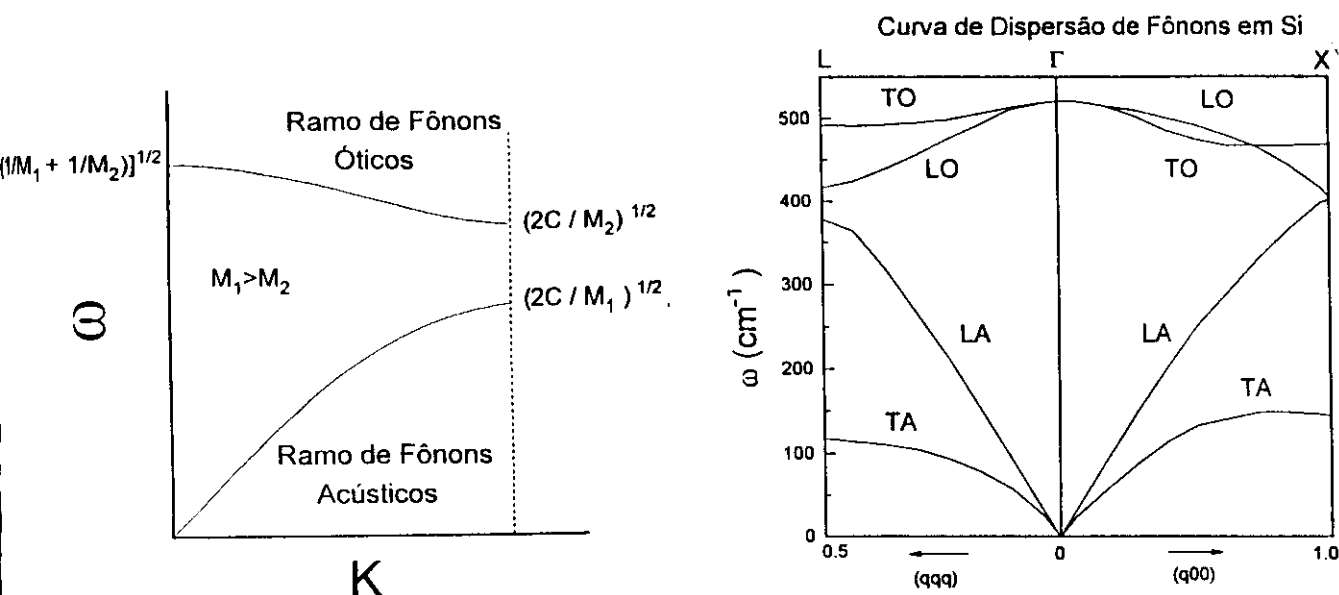 (1/M₁ + 1/M₂)]^1/2
Ramo de Fônons
Óticos
(2C / M₂) ^1/2
M₁>M₂
(2C / M₁ ) ^1/2
ω
Ramo de Fônons
Acústicos
K
Curva de Dispersão de Fônons em Si
L Γ X
TO LO
500
LO TO
400
300
LA LA
ω (cm⁻¹ )
200
TA
TA
100
0
0.5 0 1.0
(qqq) (q00)